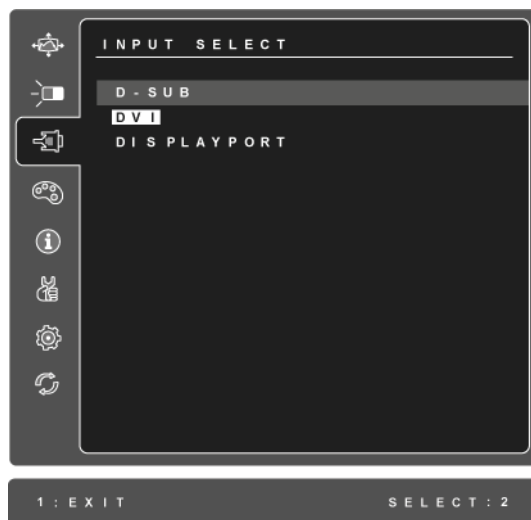 INPUT SELECT
D-SUB
DVI
DISPLAYPORT
1:EXIT SELECT:2